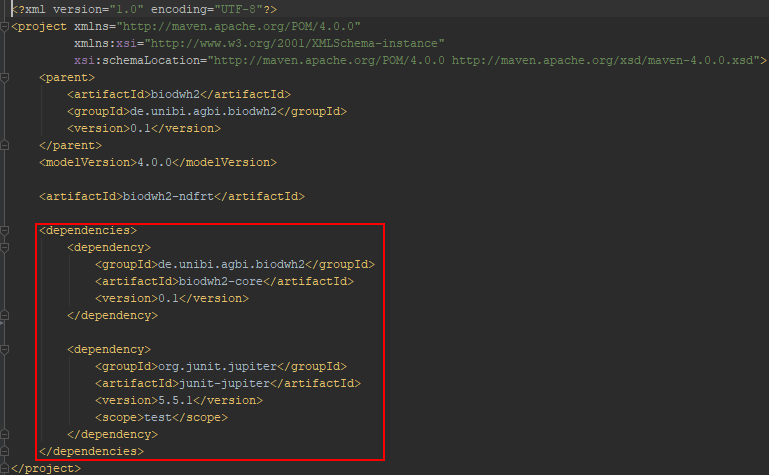 <?xml version="1.0" encoding="UTF-8"?>
<project xmlns="http://maven.apache.org/POM/4.0.0"
         xmlns:xsi="http://www.w3.org/2001/XMLSchema-instance"
         xsi:schemaLocation="http://maven.apache.org/POM/4.0.0 http://maven.apache.org/xsd/maven-4.0.0.xsd">
    <parent>
        <artifactId>biodwh2</artifactId>
        <groupId>de.unibi.agbi.biodwh2</groupId>
        <version>0.1</version>
    </parent>
    <modelVersion>4.0.0</modelVersion>

    <artifactId>biodwh2-ndfrt</artifactId>

    <dependencies>
        <dependency>
            <groupId>de.unibi.agbi.biodwh2</groupId>
            <artifactId>biodwh2-core</artifactId>
            <version>0.1</version>
        </dependency>

        <dependency>
            <groupId>org.junit.jupiter</groupId>
            <artifactId>junit-jupiter</artifactId>
            <version>5.5.1</version>
            <scope>test</scope>
        </dependency>
    </dependencies>
</project>